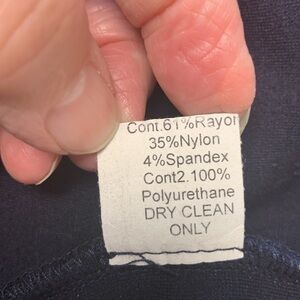 Cont.61%Rayon
35%Nylon
4%Spandex
Cont2.100%
Polyurethane
DRY CLEAN
ONLY